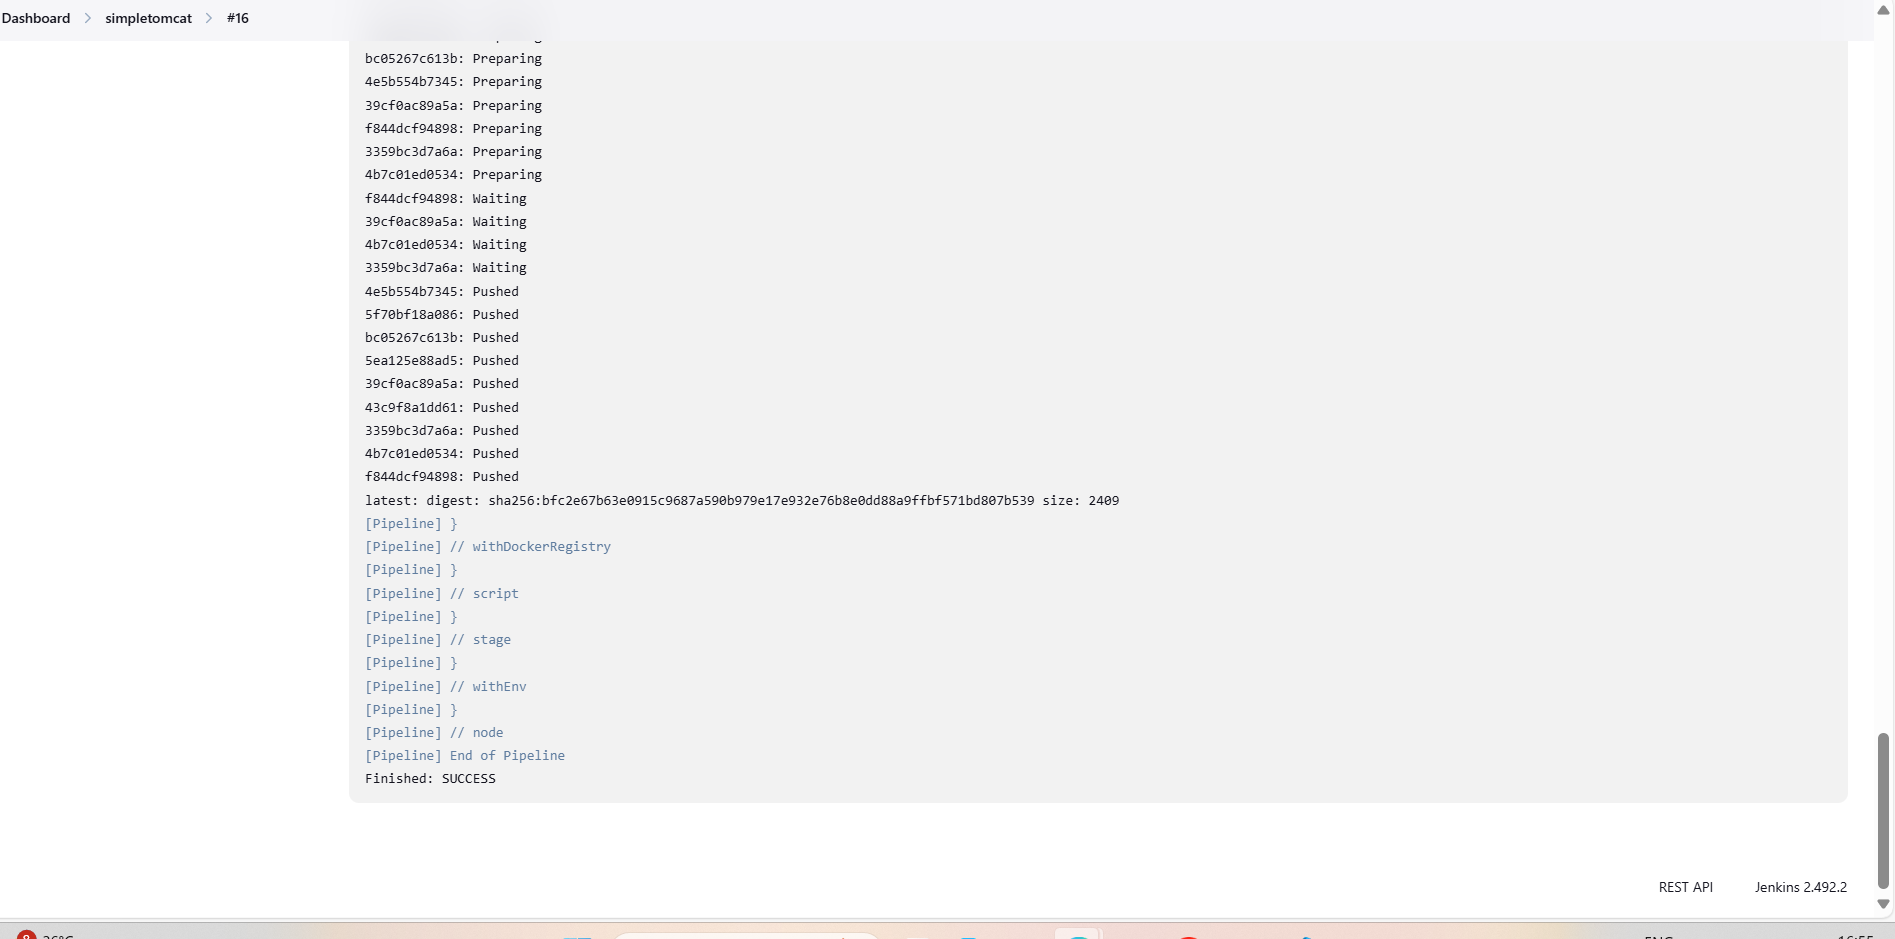 Dashboard > simpletomcat > #16
bc05267c613b: Preparing
4e5b554b7345: Preparing
39cf0ac89a5a: Preparing
f844dcf94898: Preparing
3359bc3d7a6a: Preparing
4b7c01ed0534: Preparing
f844dcf94898: Waiting
39cf0ac89a5a: Waiting
4b7c01ed0534: Waiting
3359bc3d7a6a: Waiting
4e5b554b7345: Pushed
5f70bf18a086: Pushed
bc05267c613b: Pushed
5ea125e88ad5: Pushed
39cf0ac89a5a: Pushed
43c9f8a1dd61: Pushed
3359bc3d7a6a: Pushed
4b7c01ed0534: Pushed
f844dcf94898: Pushed
latest: digest: sha256:bfc2e67b63e0915c9687a590b979e17e932e76b8e0dd88a9ffbf571bd807b539 size: 2409
[Pipeline] }
[Pipeline] // withDockerRegistry
[Pipeline] }
[Pipeline] // script
[Pipeline] }
[Pipeline] // stage
[Pipeline] }
[Pipeline] // withEnv
[Pipeline] }
[Pipeline] // node
[Pipeline] End of Pipeline
Finished: SUCCESS
REST API Jenkins 2.492.2